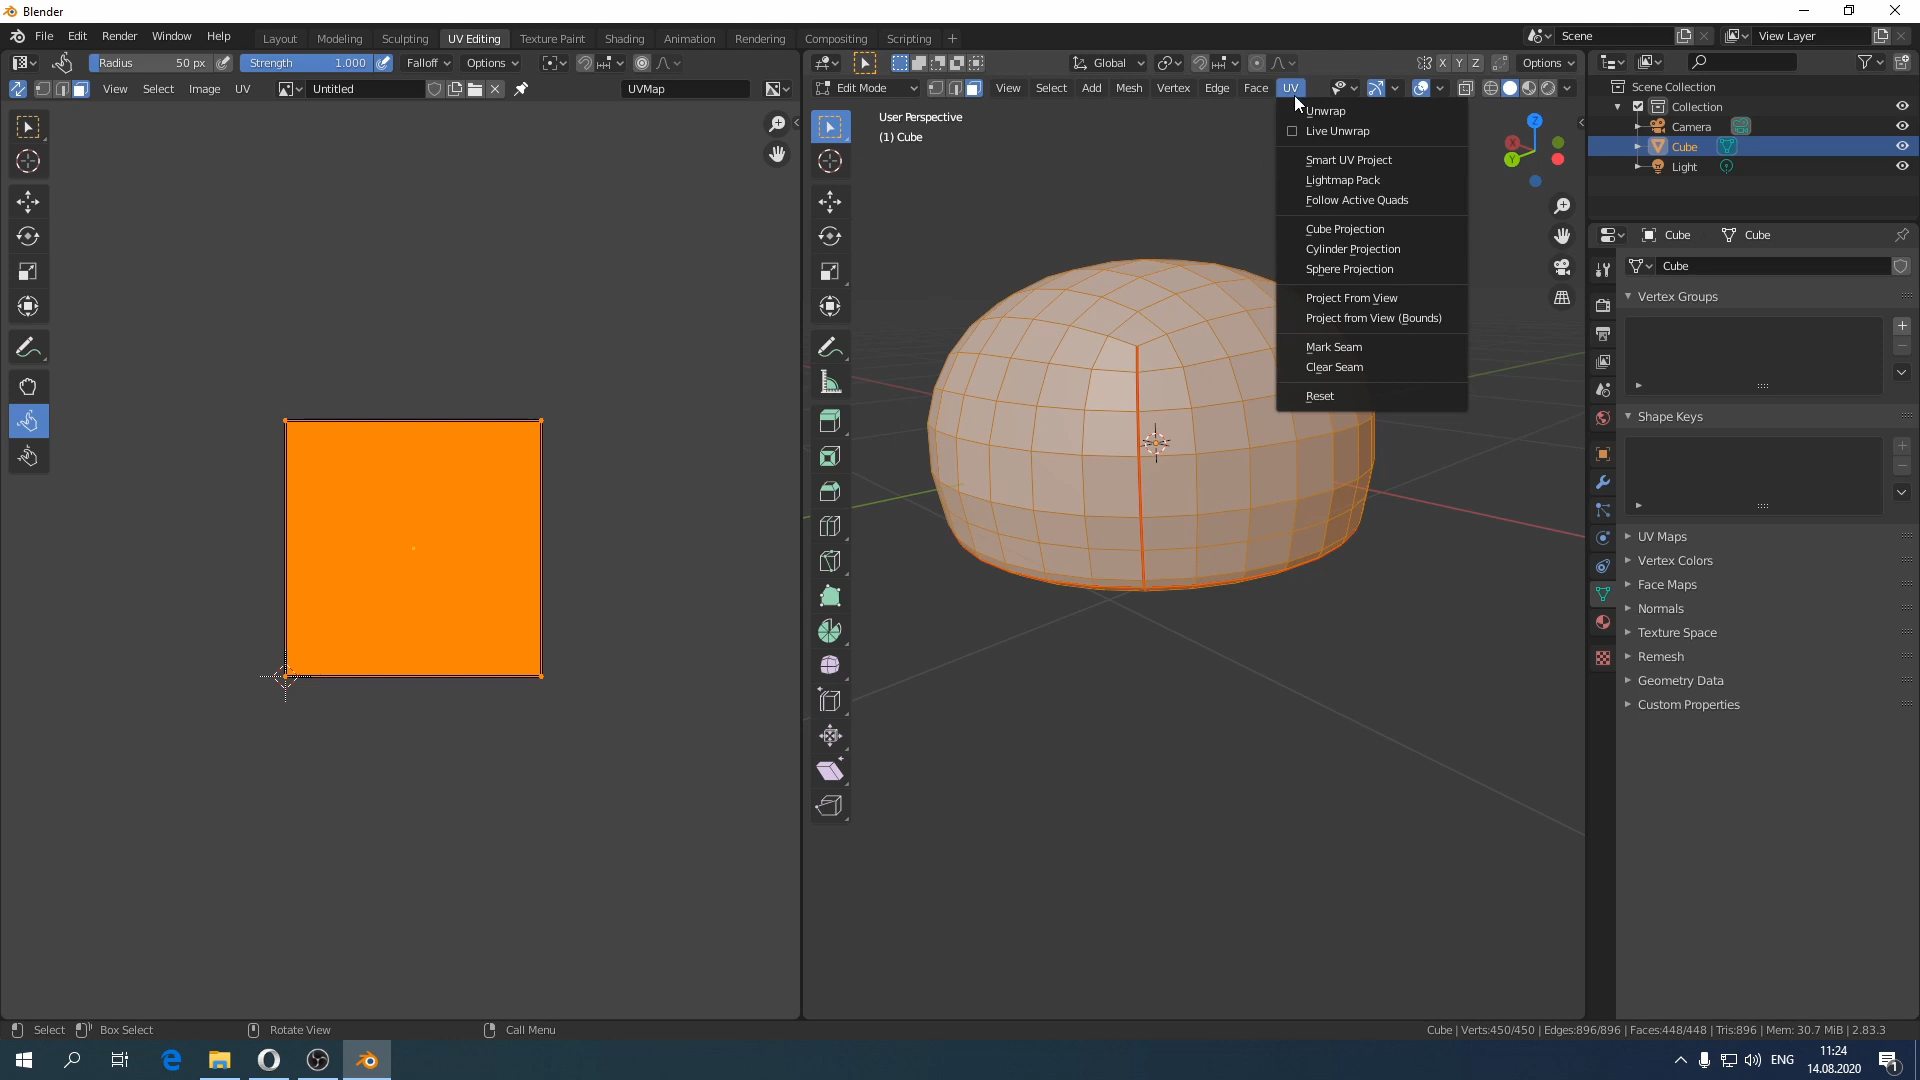 Blender
File Edit Render Window Help Layout Modeling Sculpting UV Editing Texture Paint Shading Animation Rendering Compositing Scripting Scene View Layer
Radius 50 px Strength 1.000 Falloff Options Global X Y Z Options
View Select Image UV Untitled UVMap Edit Mode View Select Add Mesh Vertex Edge Face UV
User Perspective
(1) Cube
Unwrap
Live Unwrap
Smart UV Project
Lightmap Pack
Follow Active Quads
Cube Projection
Cylinder Projection
Sphere Projection
Project From View
Project from View (Bounds)
Mark Seam
Clear Seam
Reset
Z
X
Y
Scene Collection
Collection
Camera
Cube
Light
Cube Cube
Cube
Vertex Groups
Shape Keys
UV Maps
Vertex Colors
Face Maps
Normals
Texture Space
Remesh
Geometry Data
Custom Properties
Select Box Select Rotate View Call Menu Cube | Verts:450/450 | Edges:896/896 | Faces:448/448 | Tris:896 | Mem: 30.7 MiB | 2.83.3
ENG
11:24
14.08.2020
1